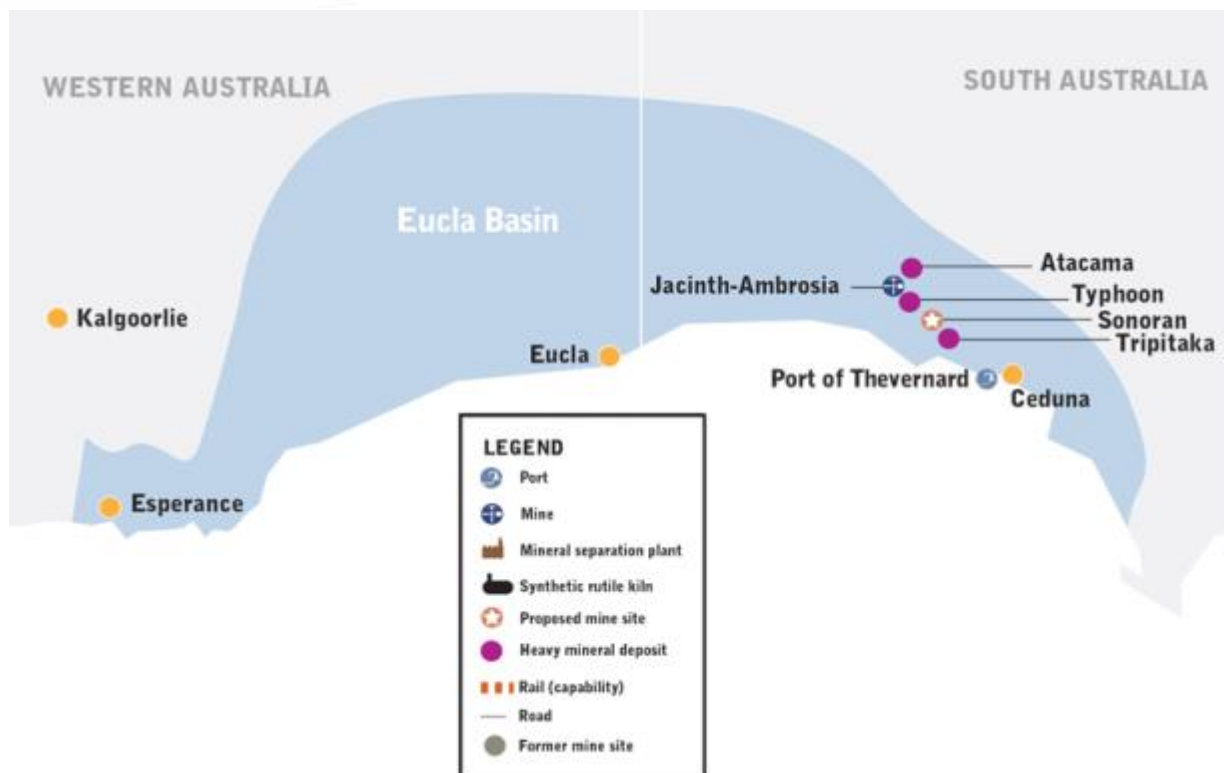 WESTERN AUSTRALIA
SOUTH AUSTRALIA
Eucla Basin
Atacama
Jacinth-Ambrosia
Typhoon
Kalgoorlie
Sonoran
Tripitaka
Eucla
Port of Thevernard
Ceduna
Esperance
LEGEND
Port
Mine
Mineral separation plant
Synthetic rutile kiln
Proposed mine site
Heavy mineral deposit
Rail (capability)
Road
Former mine site